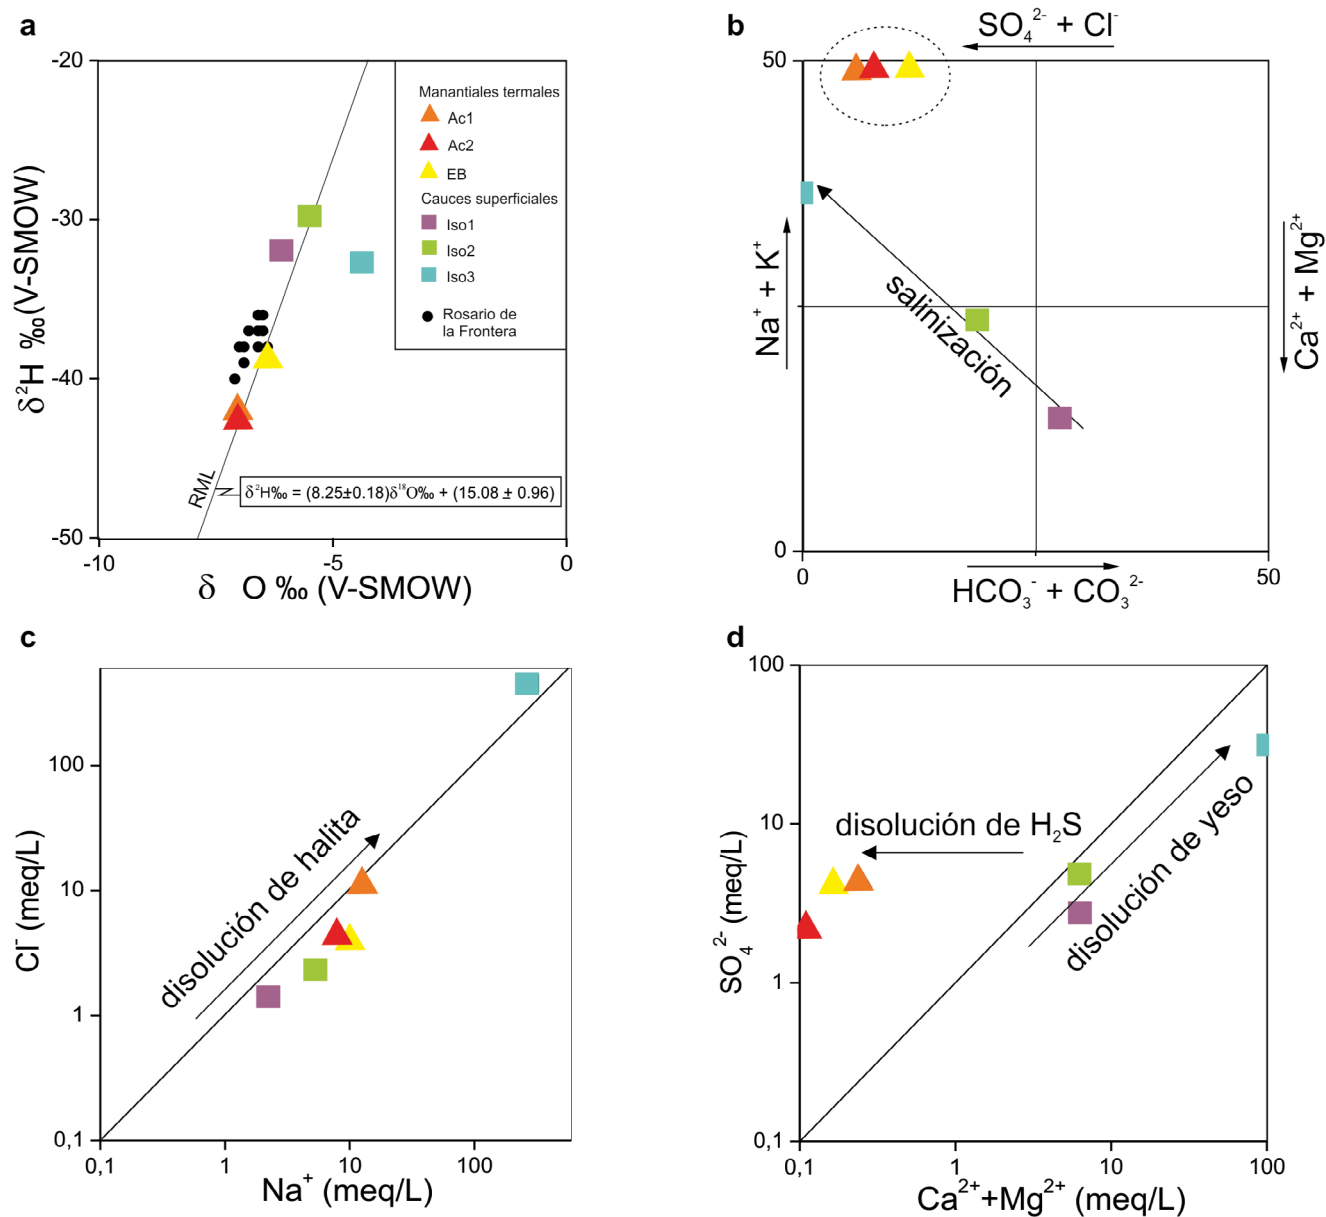 a
-20
-30
-40
-50
-10
-5
0
δ²H ‰(V-SMOW)
δ O ‰ (V-SMOW)
Manantiales termales
Ac1
Ac2
EB
Cauces superficiales
Iso1
Iso2
Iso3
Rosario de
la Frontera
RML
δ²H‰ = (8.25±0.18)δ¹⁸O‰ + (15.08 ± 0.96)
b
SO₄²⁻ + Cl⁻
50
0
0
50
Na⁺ + K⁺
Ca²⁺ + Mg²⁺
salinización
HCO₃⁻ + CO₃²⁻
c
100
10
1
0,1
0,1
1
10
100
Cl⁻ (meq/L)
disolución de halita
Na⁺ (meq/L)
d
100
10
1
0,1
0,1
1
10
100
SO₄²⁻ (meq/L)
disolución de H₂S
disolución de yeso
Ca²⁺+Mg²⁺ (meq/L)